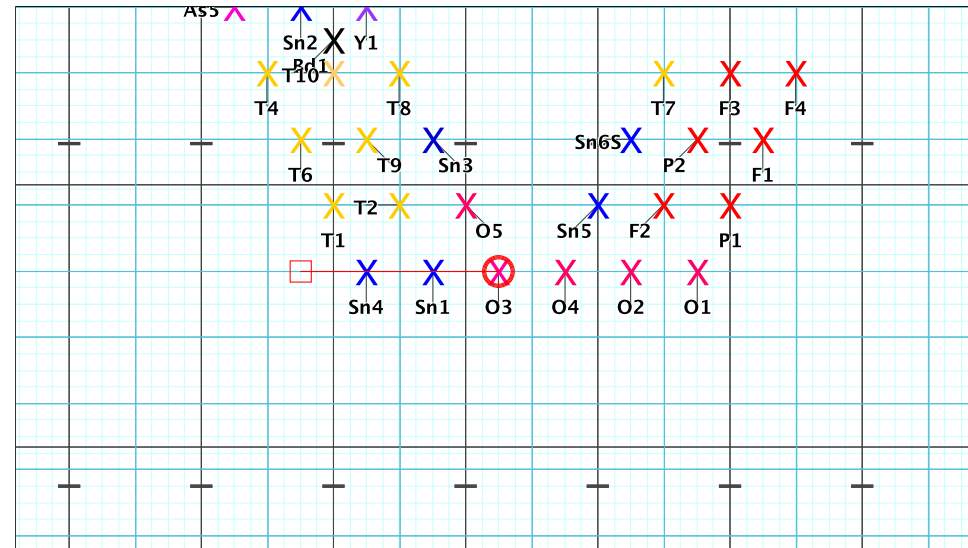 As5
Sn2 Y1
Pd1
T10
T4 T8 T7 F3 F4
Sn6S
T6 T9 Sn3 P2 F1
T2
T1 O5 Sn5 F2 P1
Sn4 Sn1 O3 O4 O2 O1